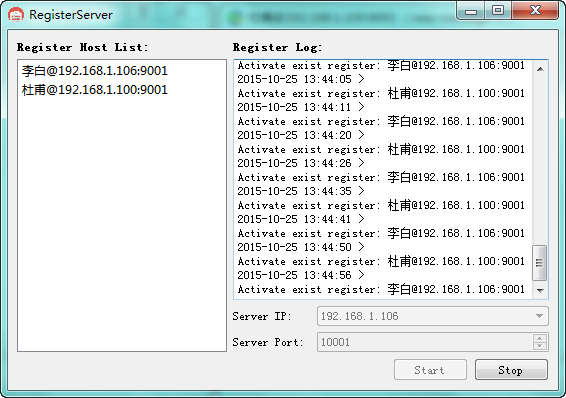 RegisterServer
Register Host List:
李白@192.168.1.106:9001
杜甫@192.168.1.100:9001
Register Log:
Activate exist register: 李白@192.168.1.106:9001
2015-10-25 13:44:05 >
Activate exist register: 杜甫@192.168.1.100:9001
2015-10-25 13:44:11 >
Activate exist register: 李白@192.168.1.106:9001
2015-10-25 13:44:20 >
Activate exist register: 杜甫@192.168.1.100:9001
2015-10-25 13:44:26 >
Activate exist register: 李白@192.168.1.106:9001
2015-10-25 13:44:35 >
Activate exist register: 杜甫@192.168.1.100:9001
2015-10-25 13:44:41 >
Activate exist register: 李白@192.168.1.106:9001
2015-10-25 13:44:50 >
Activate exist register: 杜甫@192.168.1.100:9001
2015-10-25 13:44:56 >
Activate exist register: 李白@192.168.1.106:9001
Server IP: 192.168.1.106
Server Port: 10001
Start Stop